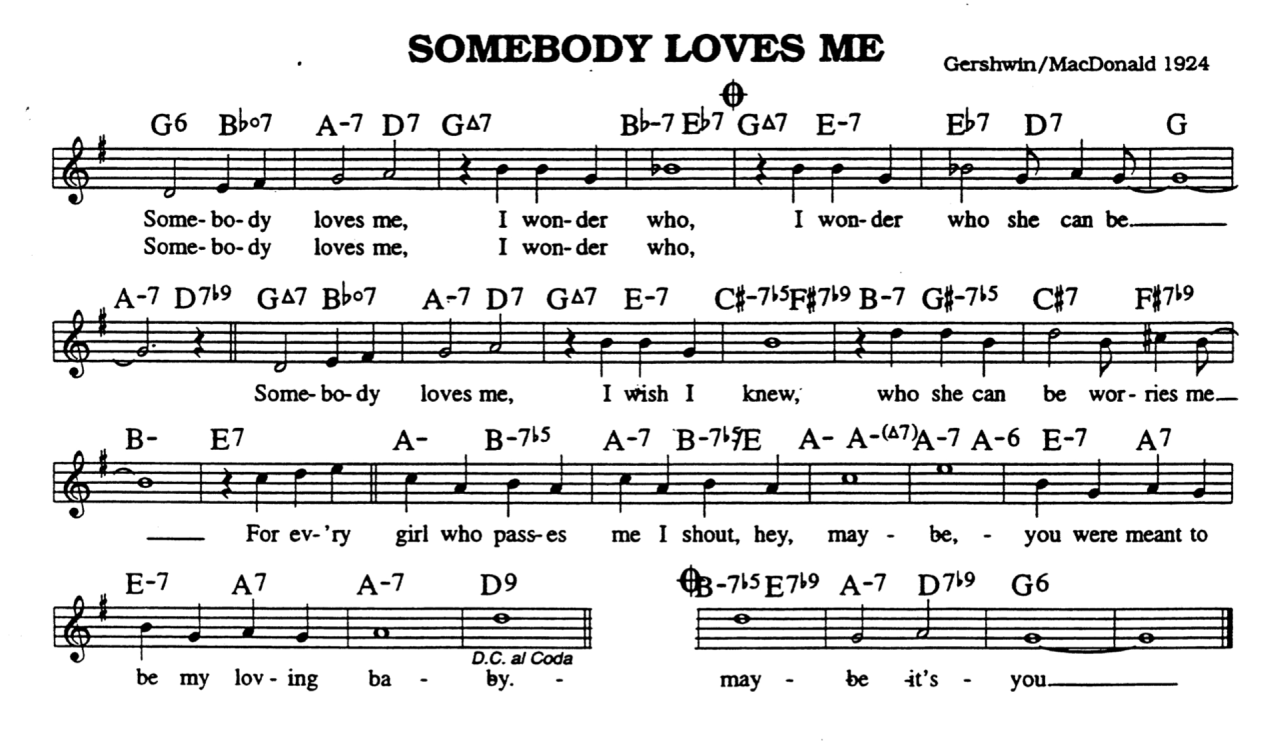 SOMEBODY LOVES ME
Gershwin/MacDonald 1924
G6 B♭o7 A-7 D7 G△7 B♭-7 E♭7 G△7 E-7 E♭7 D7 G
Some- bo- dy loves me, I won- der who, I won- der who she can be.
Some- bo- dy loves me, I won- der who,
A-7 D7♭9 G△7 B♭o7 A-7 D7 G△7 E-7 C#-7♭5 F#7♭9 B-7 G#-7♭5 C#7 F#7♭9
Some- bo- dy loves me, I wish I knew, who she can be wor- ries me
B- E7 A- B-7♭5 A-7 B-7♭5/E A- A-(△7) A-7 A-6 E-7 A7
For ev-'ry girl who pass- es me I shout, hey, may - be, - you were meant to
E-7 A7 A-7 D9 B-7♭5 E7♭9 A-7 D7♭9 G6
D.C. al Coda
be my lov - ing ba - by. - may - be -it's - you